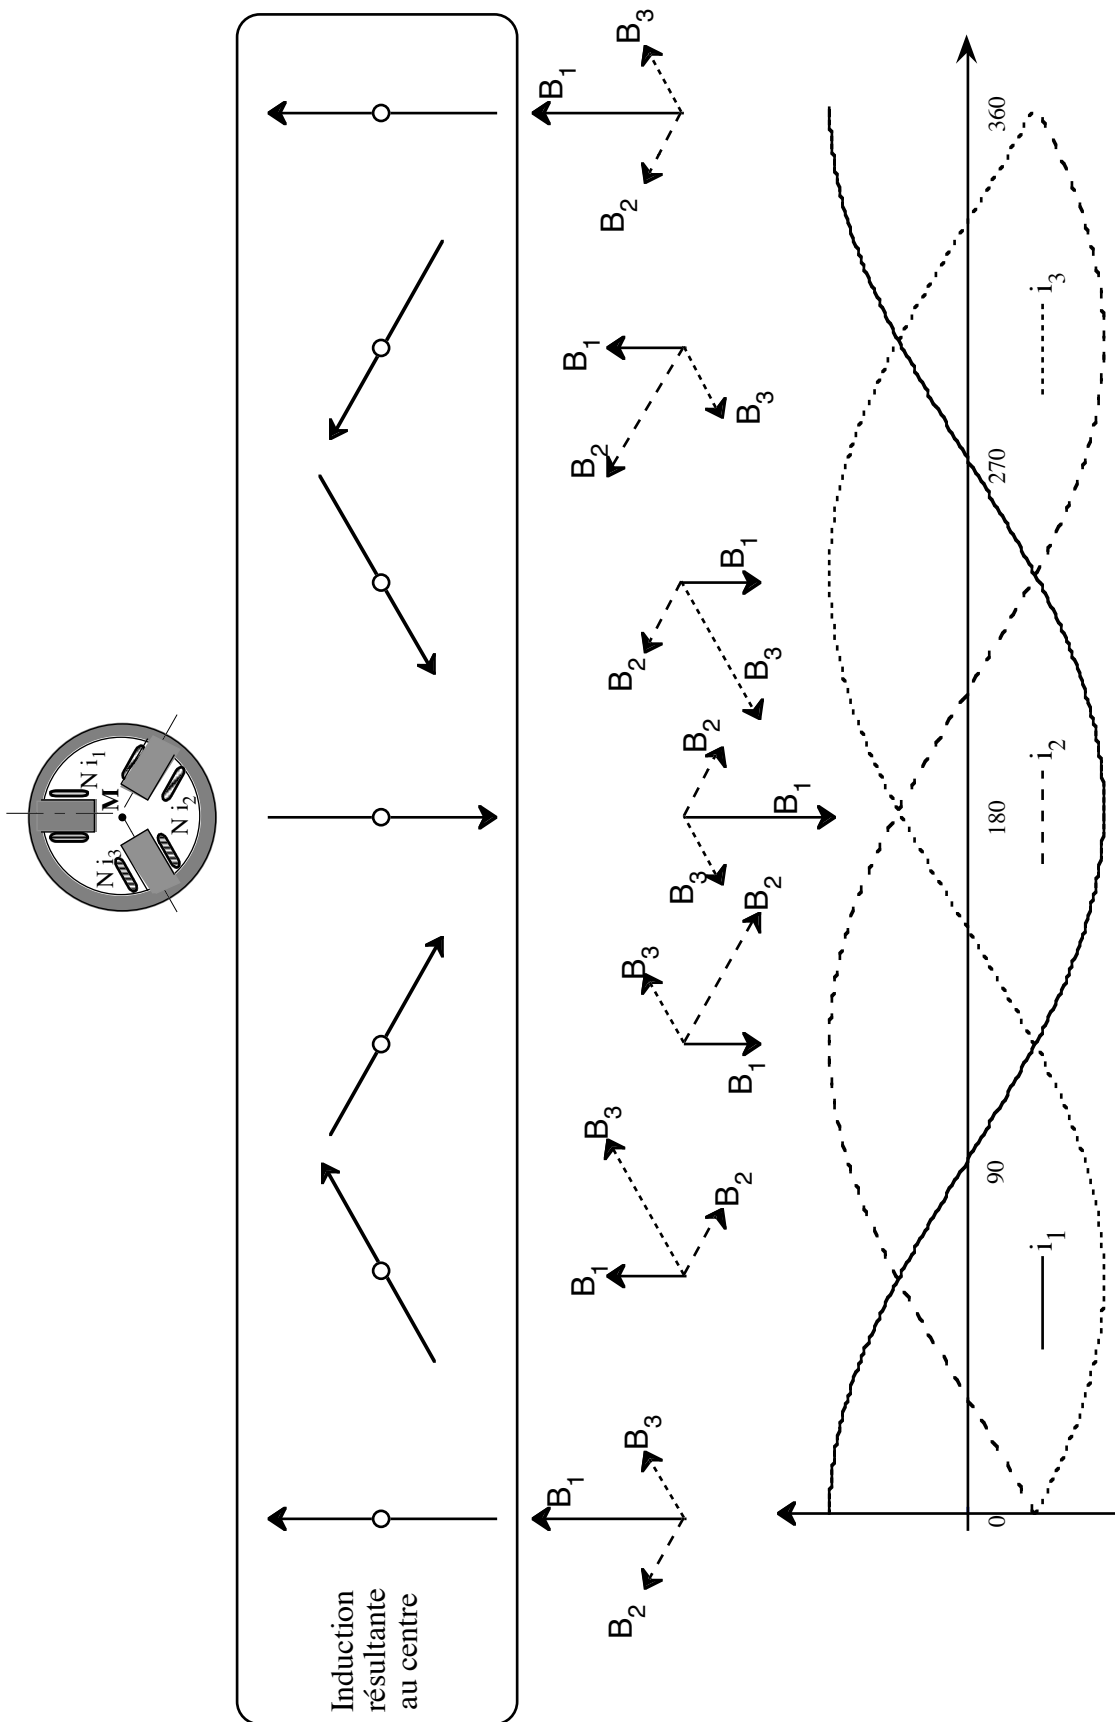 N i1
M
N i2
N i3
Induction
résultante
au centre
B1
B2
B3
B1
B2
B3
B1
B2
B3
B1
B2
B3
B1
B2
B3
B1
B2
B3
B1
B2
B3
0
90
180
270
360
i1
i2
i3